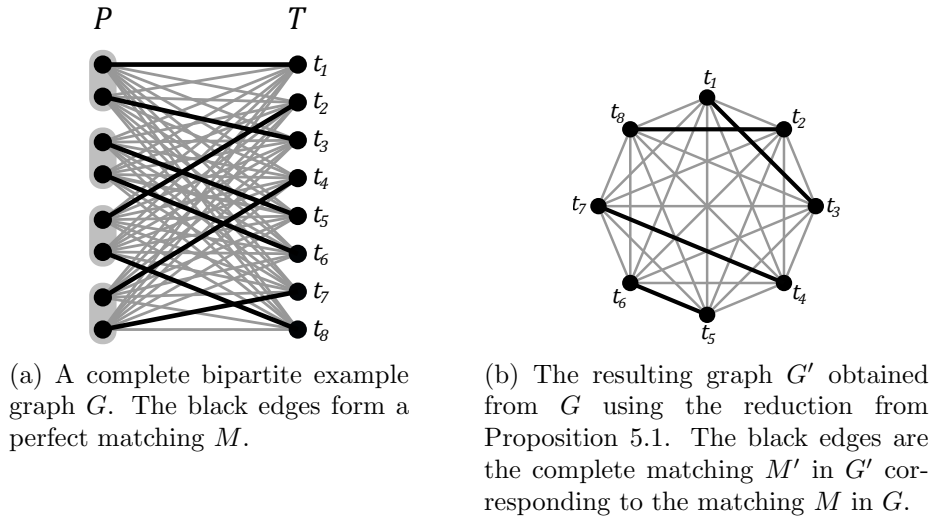 P T
t1
t2
t3
t4
t5
t6
t7
t8
(a) A complete bipartite example
graph G. The black edges form a
perfect matching M.
t1
t8 t2
t7 t3
t6 t4
t5
(b) The resulting graph G′ obtained
from G using the reduction from
Proposition 5.1. The black edges are
the complete matching M′ in G′ cor-
responding to the matching M in G.